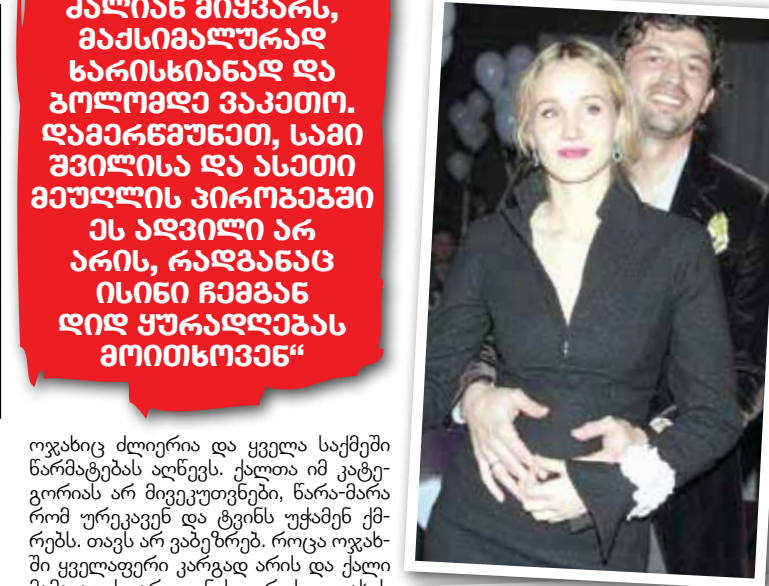 ძალიან მიყვარს,
მაქსიმალურად
ხარისხიანად და
ბოლომდე ვაკეთო.
დამერწმუნეთ, სამი
შვილისა და ასეთი
მეუღლის პირობებში
ეს ადვილი არ
არის, რადგანაც
ისინი ჩემგან
დიდ ყურადღებას
მოითხოვენ“
ოჯახიც ძლიერია და ყველა საქმეში
წარმატებას აღწევს. ქალთა იმ კატე-
გორიას არ მივეკუთვნები, წარა-მარა
რომ ურეკავენ და ტვინს უჭამენ ქმ-
რებს. თავს არ ვაბეზრებ. როცა ოჯახ-
ში ყველაფერი კარგად არის და ქალი